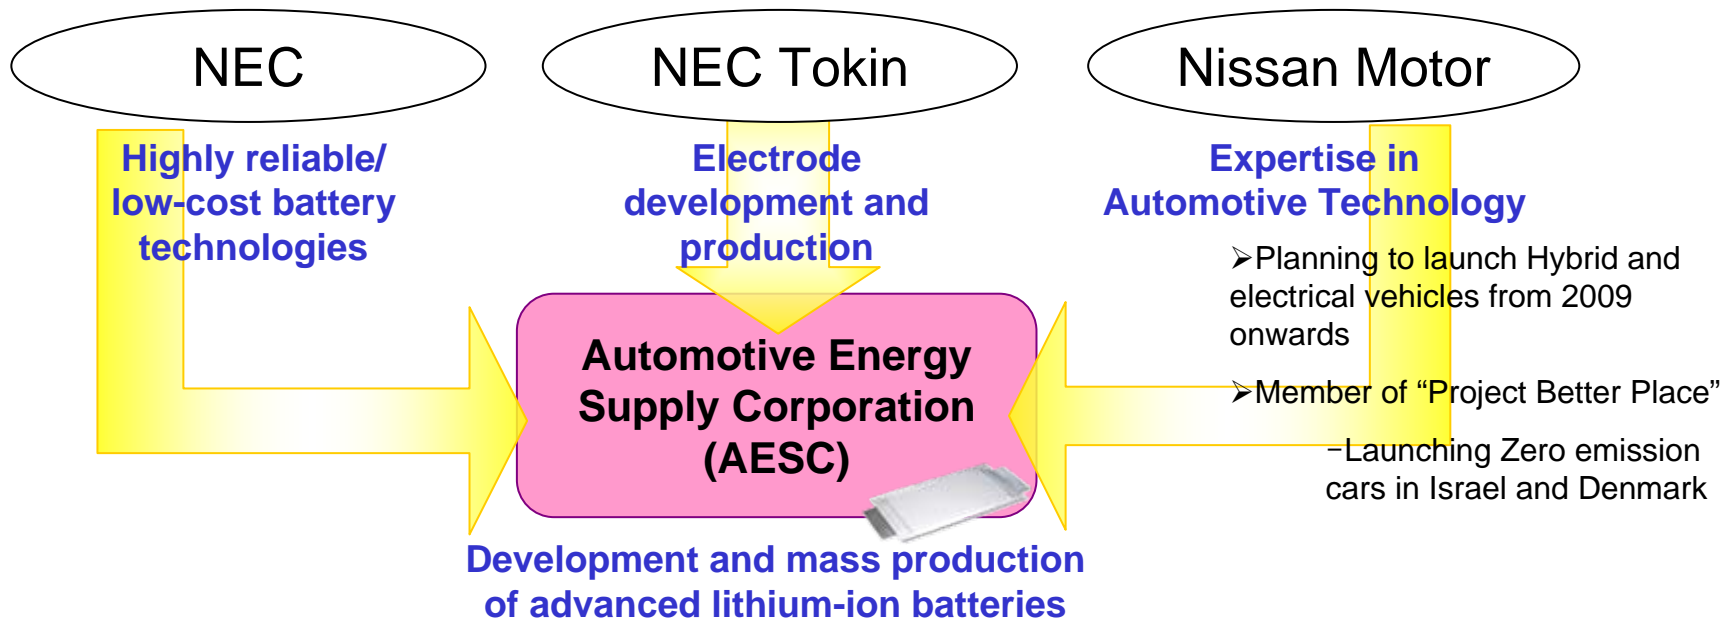 NEC
NEC Tokin
Nissan Motor
Highly reliable/
low-cost battery
technologies
Electrode
development and
production
Expertise in
Automotive Technology
➢Planning to launch Hybrid and
electrical vehicles from 2009
onwards
➢Member of “Project Better Place”
−Launching Zero emission
cars in Israel and Denmark
Automotive Energy
Supply Corporation
(AESC)
Development and mass production
of advanced lithium-ion batteries